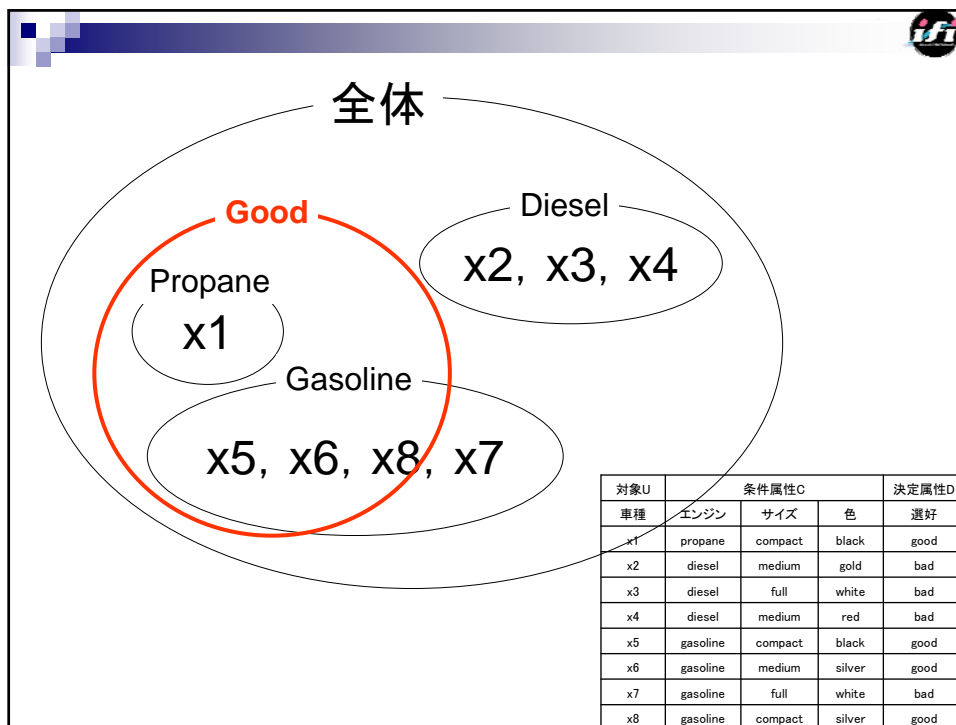 ifi
全体
Good
Diesel
x2, x3, x4
Propane
x1
Gasoline
x5, x6, x8, x7
対象U 条件属性C 決定属性D
車種 エンジン サイズ 色 選好
x1 propane compact black good
x2 diesel medium gold bad
x3 diesel full white bad
x4 diesel medium red bad
x5 gasoline compact black good
x6 gasoline medium silver good
x7 gasoline full white bad
x8 gasoline compact silver good